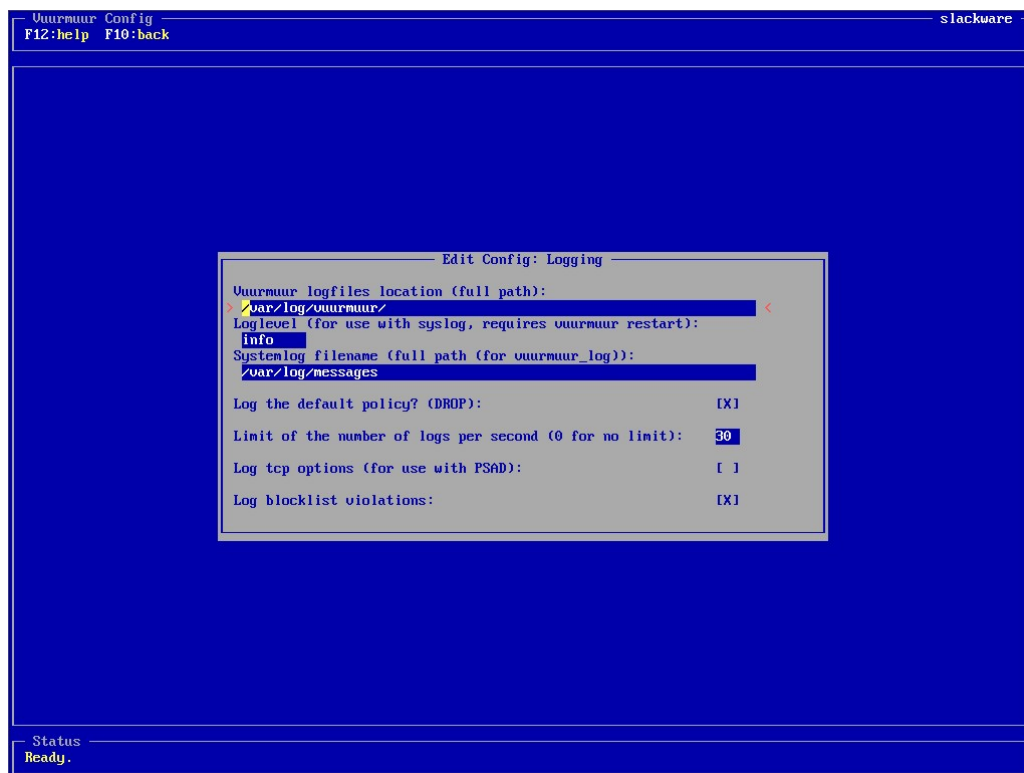 Vuurmuur Config slackware
F12:help F10:back
Edit Config: Logging
Vuurmuur logfiles location (full path):
> /var/log/vuurmuur/ <
Loglevel (for use with syslog, requires vuurmuur restart):
info
Systemlog filename (full path (for vuurmuur_log)):
/var/log/messages
Log the default policy? (DROP): [X]
Limit of the number of logs per second (0 for no limit): 30
Log tcp options (for use with PSAD): [ ]
Log blocklist violations: [X]
Status
Ready.